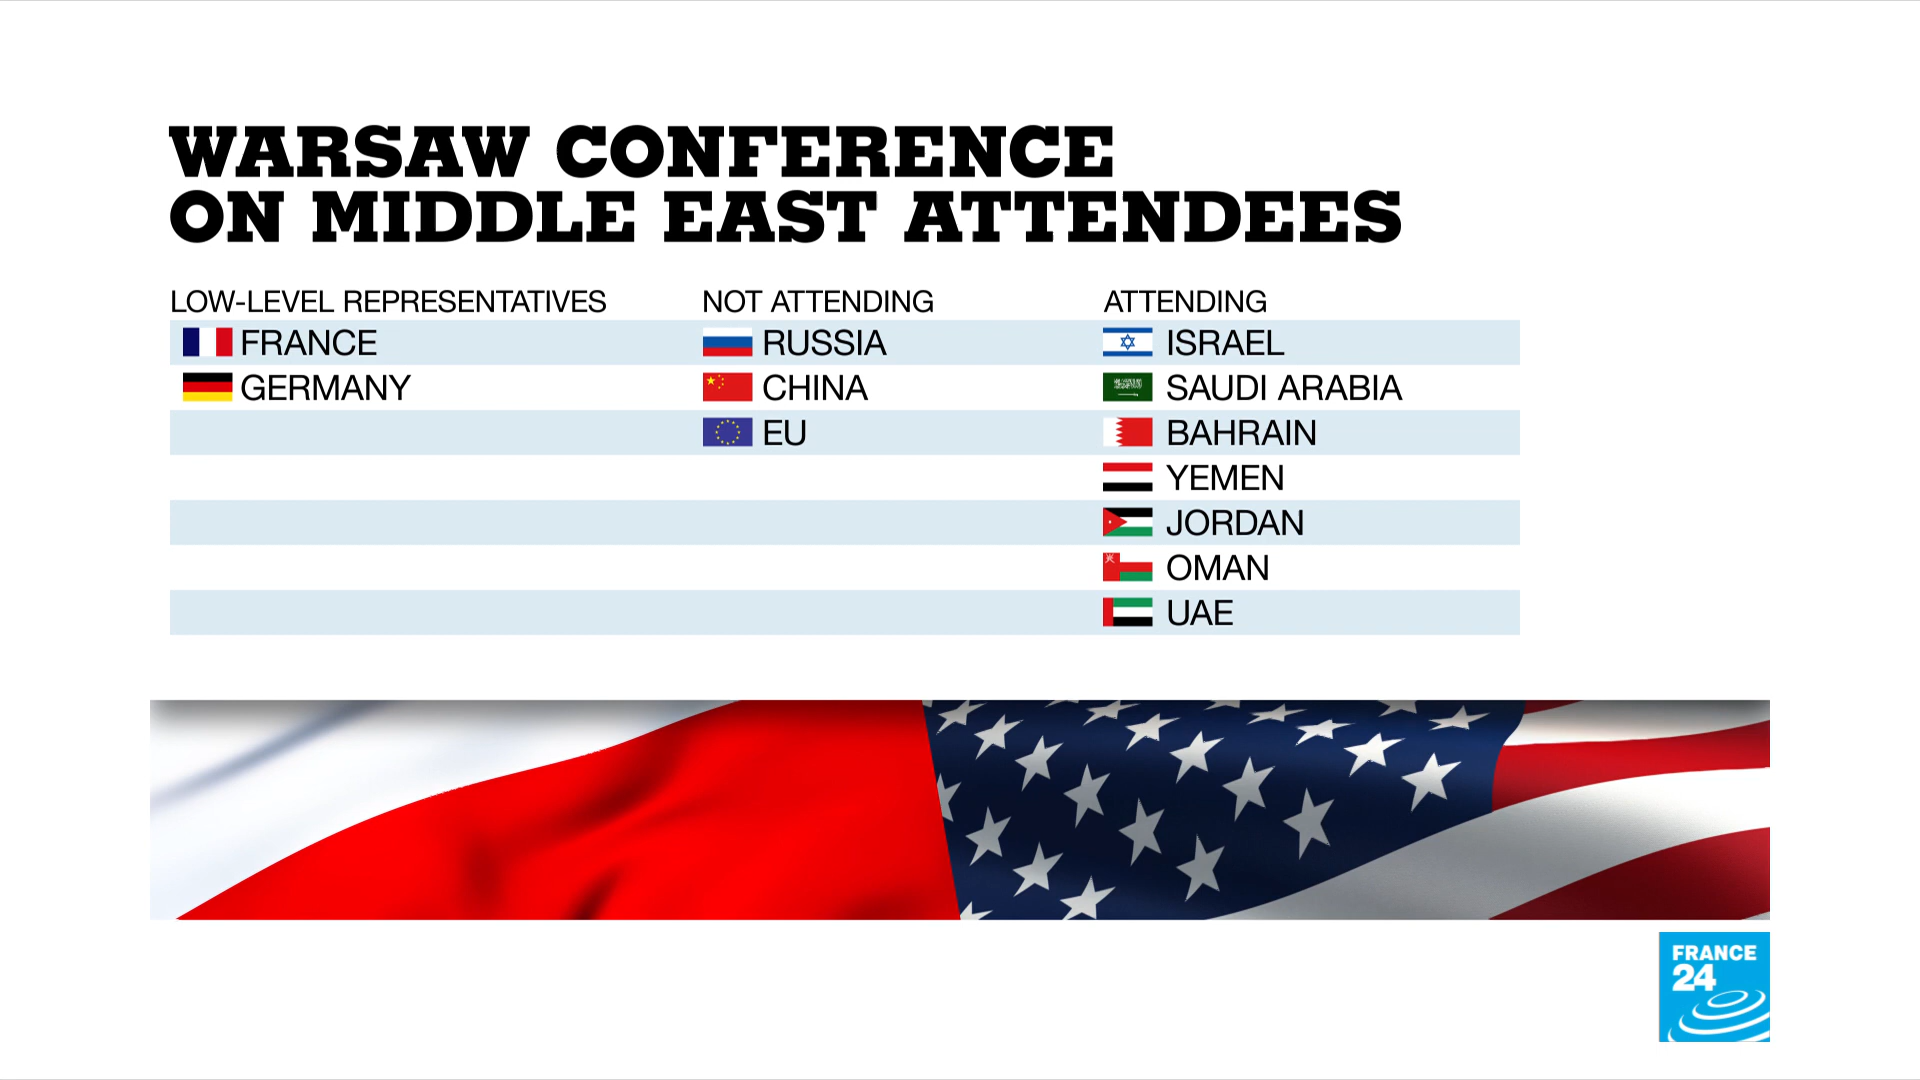 WARSAW CONFERENCE
ON MIDDLE EAST ATTENDEES
LOW-LEVEL REPRESENTATIVES NOT ATTENDING ATTENDING
FRANCE RUSSIA ISRAEL
GERMANY CHINA SAUDI ARABIA
EU BAHRAIN
YEMEN
JORDAN
OMAN
UAE
FRANCE
24